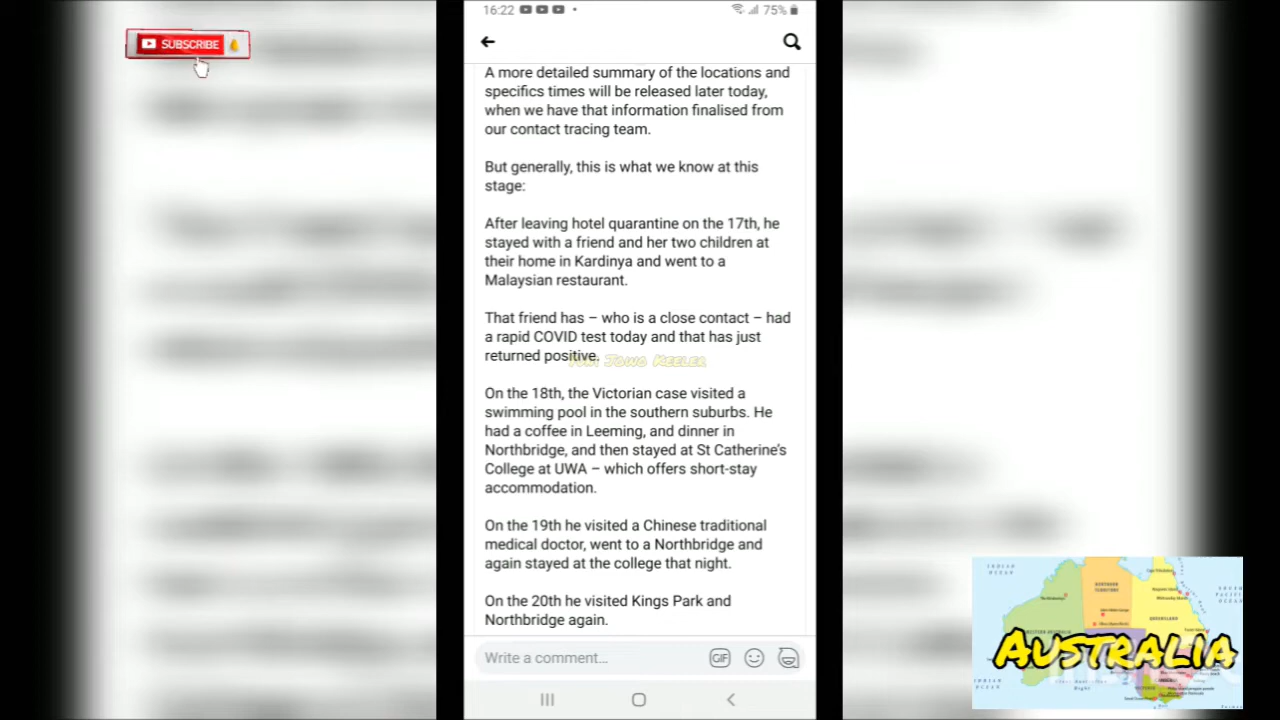 SUBSCRIBE
16:22
75%
A more detailed summary of the locations and
specifics times will be released later today,
when we have that information finalised from
our contact tracing team.
But generally, this is what we know at this
stage:
After leaving hotel quarantine on the 17th, he
stayed with a friend and her two children at
their home in Kardinya and went to a
Malaysian restaurant.
That friend has – who is a close contact – had
a rapid COVID test today and that has just
returned positive.
Jowo Keeler
On the 18th, the Victorian case visited a
swimming pool in the southern suburbs. He
had a coffee in Leeming, and dinner in
Northbridge, and then stayed at St Catherine's
College at UWA – which offers short-stay
accommodation.
On the 19th he visited a Chinese traditional
medical doctor, went to a Northbridge and
again stayed at the college that night.
On the 20th he visited Kings Park and
Northbridge again.
Write a comment...
GIF
INDIAN
OCEAN
NORTHERN
TERRITORY
QUEENSLAND
AUSTRALIA